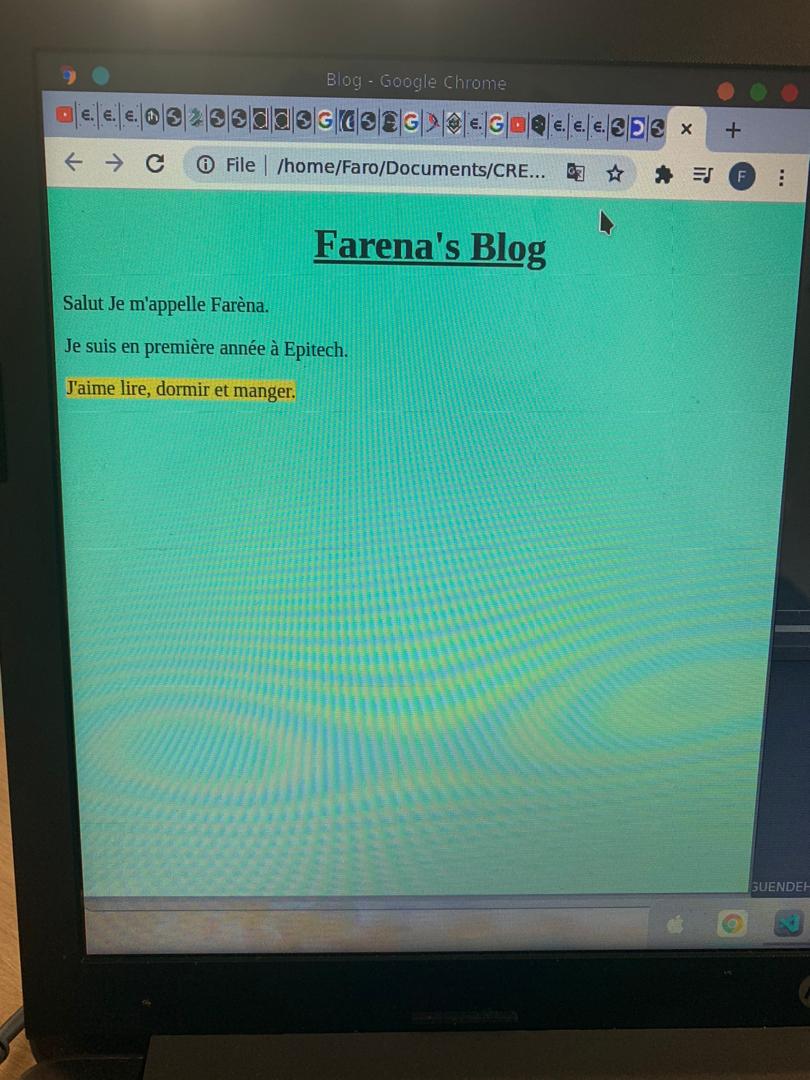 Blog - Google Chrome
File | /home/Faro/Documents/CRE...
F
Farena's Blog
Salut Je m'appelle Farèna.
Je suis en première année à Epitech.
J'aime lire, dormir et manger.